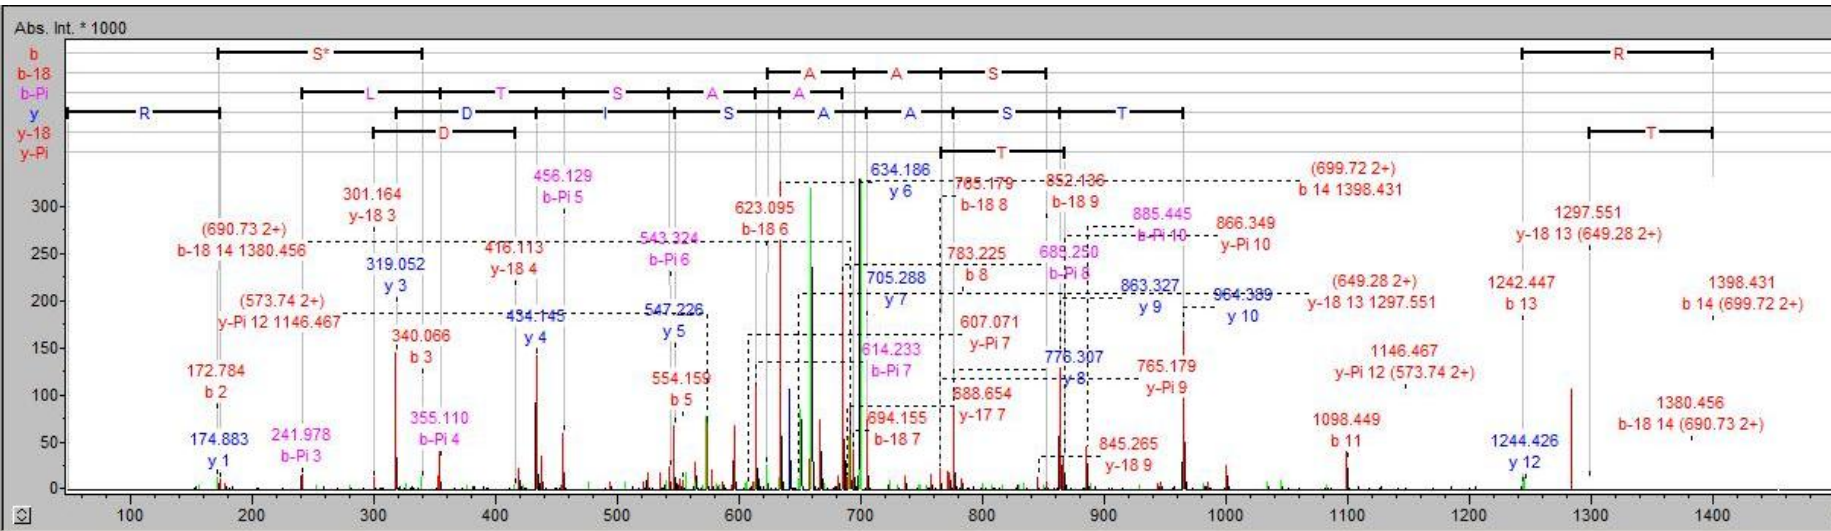 Abs. Int. * 1000
b S* R
b-18 A A S
b-Pi L T S A A
y R D I S A A S T
y-18 D T
y-Pi T
456.129
b-Pi 5
634.186
y 6
(699.72 2+)
b 14 1398.431
301.164
y-18 3
765.179
b-18 8
852.136
b-18 9
885.445
b-Pi 10
866.349
y-Pi 10
1297.551
y-18 13 (649.28 2+)
(690.73 2+)
b-18 14 1380.456
623.095
b-18 6
416.113
y-18 4
543.324
b-Pi 6
783.225
b 8
685.250
b-Pi 8
319.052
y 3
705.288
y 7
863.327
y 9
964.389
y 10
(649.28 2+)
y-18 13 1297.551
1242.447
b 13
1398.431
b 14 (699.72 2+)
(573.74 2+)
y-Pi 12 1146.467
434.145
y 4
547.226
y 5
340.066
b 3
607.071
y-Pi 7
614.233
b-Pi 7
776.307
y 8
765.179
y-Pi 9
1146.467
y-Pi 12 (573.74 2+)
172.784
b 2
554.159
b 5
688.654
y-17 7
355.110
b-Pi 4
694.155
b-18 7
1380.456
b-18 14 (690.73 2+)
174.883
y 1
241.978
b-Pi 3
845.265
y-18 9
1098.449
b 11
1244.426
y 12
300
250
200
150
100
50
0
100 200 300 400 500 600 700 800 900 1000 1100 1200 1300 1400